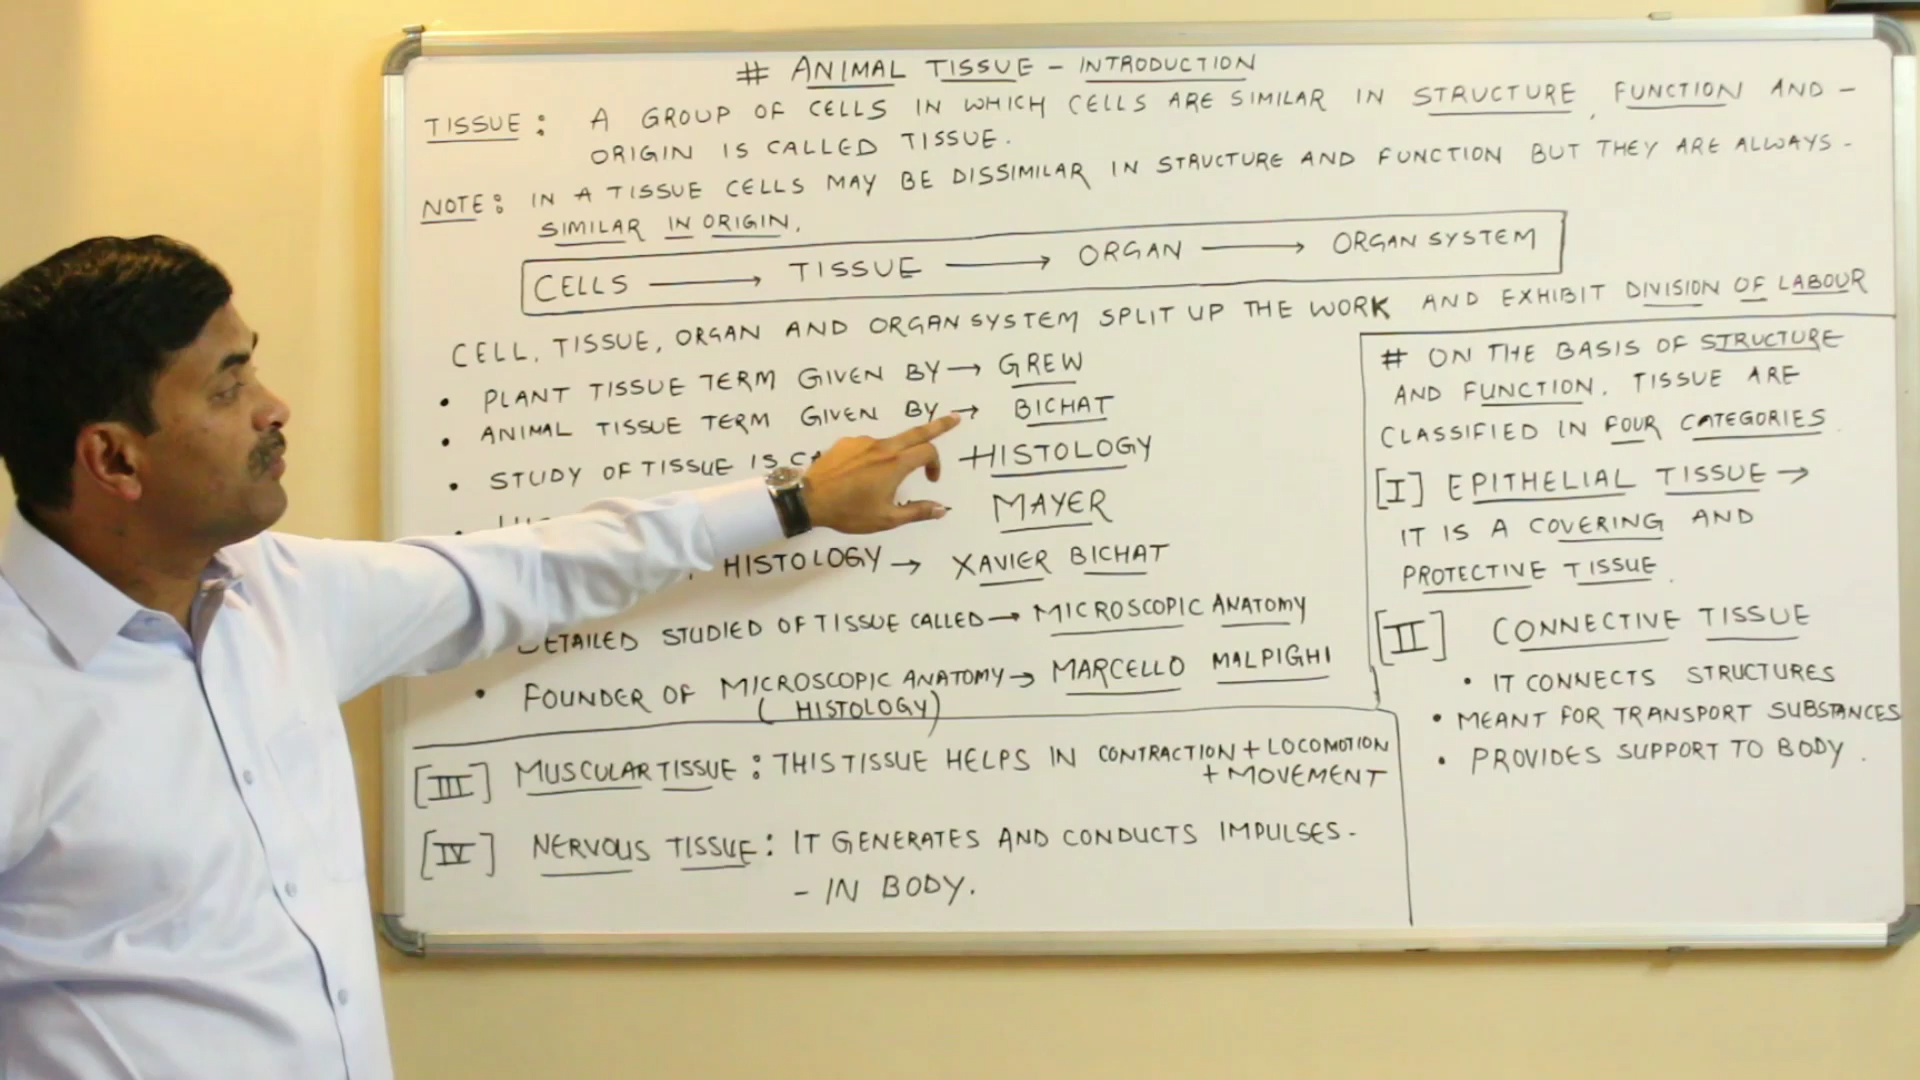 # ANIMAL TISSUE - INTRODUCTION
TISSUE : A GROUP OF CELLS IN WHICH CELLS ARE SIMILAR IN STRUCTURE, FUNCTION AND -
ORIGIN IS CALLED TISSUE.
NOTE : IN A TISSUE CELLS MAY BE DISSIMILAR IN STRUCTURE AND FUNCTION BUT THEY ARE ALWAYS -
SIMILAR IN ORIGIN.
CELLS → TISSUE → ORGAN → ORGAN SYSTEM
CELL, TISSUE, ORGAN AND ORGAN SYSTEM SPLIT UP THE WORK AND EXHIBIT DIVISION OF LABOUR
• PLANT TISSUE TERM GIVEN BY → GREW
• ANIMAL TISSUE TERM GIVEN BY → BICHAT
• STUDY OF TISSUE IS HISTOLOGY
• MAYER
HISTOLOGY → XAVIER BICHAT
DETAILED STUDIED OF TISSUE CALLED → MICROSCOPIC ANATOMY
• FOUNDER OF MICROSCOPIC ANATOMY → MARCELLO MALPIGHI
( HISTOLOGY)
# ON THE BASIS OF STRUCTURE
AND FUNCTION. TISSUE ARE
CLASSIFIED IN FOUR CATEGORIES
[I] EPITHELIAL TISSUE →
IT IS A COVERING AND
PROTECTIVE TISSUE.
[II] CONNECTIVE TISSUE
• IT CONNECTS STRUCTURES
• MEANT FOR TRANSPORT SUBSTANCES
• PROVIDES SUPPORT TO BODY.
[III] MUSCULAR TISSUE : THIS TISSUE HELPS IN CONTRACTION + LOCOMOTION
+ MOVEMENT
[IV] NERVOUS TISSUE : IT GENERATES AND CONDUCTS IMPULSES -
- IN BODY.